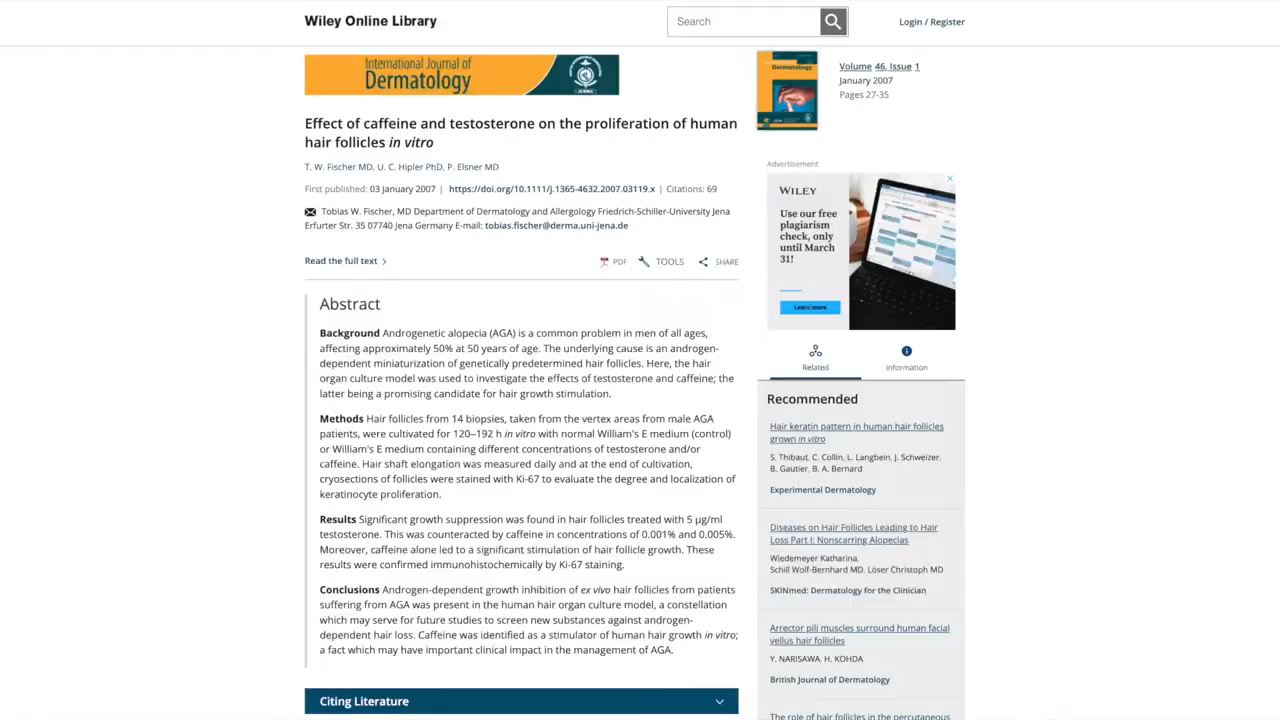 Wiley Online Library
Search
Login / Register
International Journal of
Dermatology
Effect of caffeine and testosterone on the proliferation of human
hair follicles in vitro
T. W. Fischer MD, U. C. Hipler PhD, P. Elsner MD
First published: 03 January 2007 | https://doi.org/10.1111/j.1365-4632.2007.03119.x | Citations: 69
Tobias W. Fischer, MD Department of Dermatology and Allergology Friedrich-Schiller-University Jena
Erfurter Str. 35 07740 Jena Germany E-mail: tobias.fischer@derma.uni-jena.de
Read the full text
PDF
TOOLS
SHARE
Abstract
Background Androgenetic alopecia (AGA) is a common problem in men of all ages,
affecting approximately 50% at 50 years of age. The underlying cause is an androgen-
dependent miniaturization of genetically predetermined hair follicles. Here, the hair
organ culture model was used to investigate the effects of testosterone and caffeine; the
latter being a promising candidate for hair growth stimulation.
Methods Hair follicles from 14 biopsies, taken from the vertex areas from male AGA
patients, were cultivated for 120–192 h in vitro with normal William's E medium (control)
or William's E medium containing different concentrations of testosterone and/or
caffeine. Hair shaft elongation was measured daily and at the end of cultivation,
cryosections of follicles were stained with Ki-67 to evaluate the degree and localization of
keratinocyte proliferation.
Results Significant growth suppression was found in hair follicles treated with 5 µg/ml
testosterone. This was counteracted by caffeine in concentrations of 0.001% and 0.005%.
Moreover, caffeine alone led to a significant stimulation of hair follicle growth. These
results were confirmed immunohistochemically by Ki-67 staining.
Conclusions Androgen-dependent growth inhibition of ex vivo hair follicles from patients
suffering from AGA was present in the human hair organ culture model, a constellation
which may serve for future studies to screen new substances against androgen-
dependent hair loss. Caffeine was identified as a stimulator of human hair growth in vitro;
a fact which may have important clinical impact in the management of AGA.
Citing Literature
Dermatology
Volume 46, Issue 1
January 2007
Pages 27-35
Advertisement
WILEY
Use our free
plagiarism
check, only
until March
31!
Learn more
Related
Information
Recommended
Hair keratin pattern in human hair follicles
grown in vitro
S. Thibaut, C. Collin, L. Langbein, J. Schweizer,
B. Gautier, B. A. Bernard
Experimental Dermatology
Diseases on Hair Follicles Leading to Hair
Loss Part I: Nonscarring Alopecias
Wiedemeyer Katharina,
Schill Wolf-Bernhard MD, Löser Christoph MD
SKINmed: Dermatology for the Clinician
Arrector pili muscles surround human facial
vellus hair follicles
Y. NARISAWA, H. KOHDA
British Journal of Dermatology
The role of hair follicles in the percutaneous